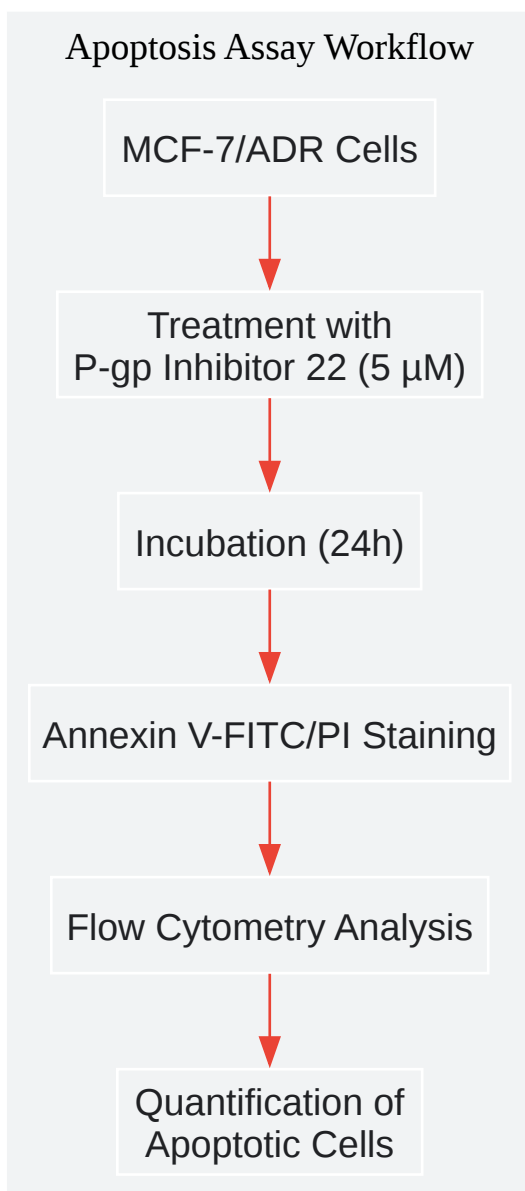 Apoptosis Assay Workflow
MCF-7/ADR Cells
Treatment with
P-gp Inhibitor 22 (5 µM)
Incubation (24h)
Annexin V-FITC/PI Staining
Flow Cytometry Analysis
Quantification of
Apoptotic Cells